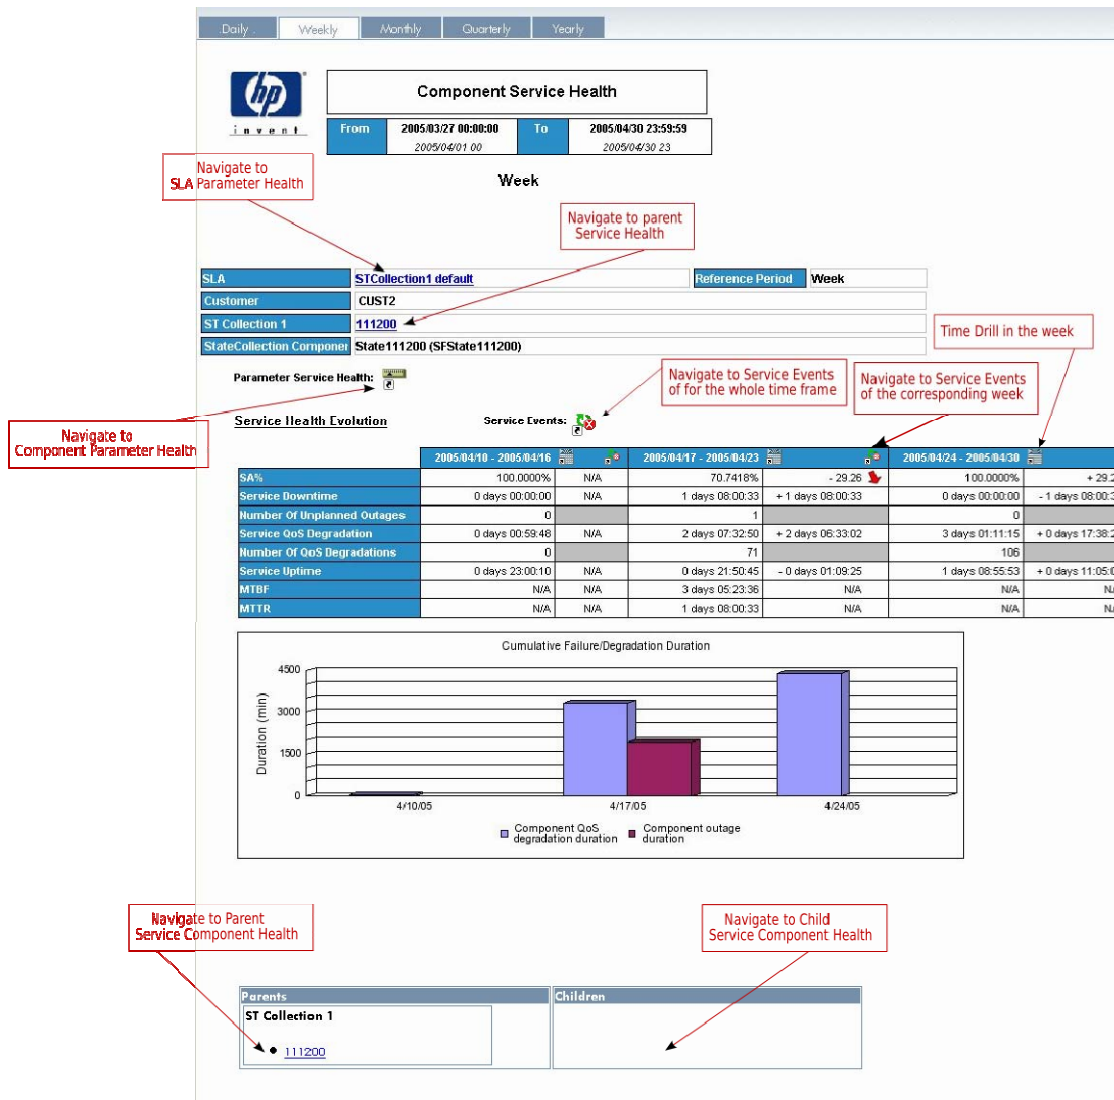 .Daily .
Weekly
Monthly
Quarterly
Yearly
hp
invent
Component Service Health
From 2005/03/27 00:00:00 To 2005/04/30 23:59:59
2005/04/01 00 2005/04/30 23
Navigate to
SLA Parameter Health
Week
Navigate to parent
Service Health
SLA STCollection1 default Reference Period Week
Customer CUST2
ST Collection 1 111200
StateCollection Componer State111200 (SFState111200)
Time Drill in the week
Parameter Service Health:
Navigate to Service Events
of for the whole time frame
Navigate to Service Events
of the corresponding week
Navigate to
Component Parameter Health
Service Health Evolution
Service Events:
2005/04/10 - 2005/04/16 2005/04/17 - 2005/04/23 2005/04/24 - 2005/04/30
SA% 100.0000% N/A 70.7418% - 29.26 100.0000% + 29.2
Service Downtime 0 days 00:00:00 N/A 1 days 08:00:33 + 1 days 08:00:33 0 days 00:00:00 - 1 days 08:00:3
Number Of Unplanned Outages 0 1 0
Service QoS Degradation 0 days 00:59:48 N/A 2 days 07:32:50 + 2 days 06:33:02 3 days 01:11:15 + 0 days 17:38:2
Number Of QoS Degradations 0 71 106
Service Uptime 0 days 23:00:10 N/A 0 days 21:50:45 - 0 days 01:09:25 1 days 08:55:53 + 0 days 11:05:0
MTBF N/A N/A 3 days 05:23:36 N/A N/A N/
MTTR N/A N/A 1 days 08:00:33 N/A N/A N/
Cumulative Failure/Degradation Duration
Duration (min)
4500
3000
1500
0
4/10/05 4/17/05 4/24/05
Component QoS
degradation duration
Component outage
duration
Navigate to Parent
Service Component Health
Navigate to Child
Service Component Health
Parents Children
ST Collection 1
111200